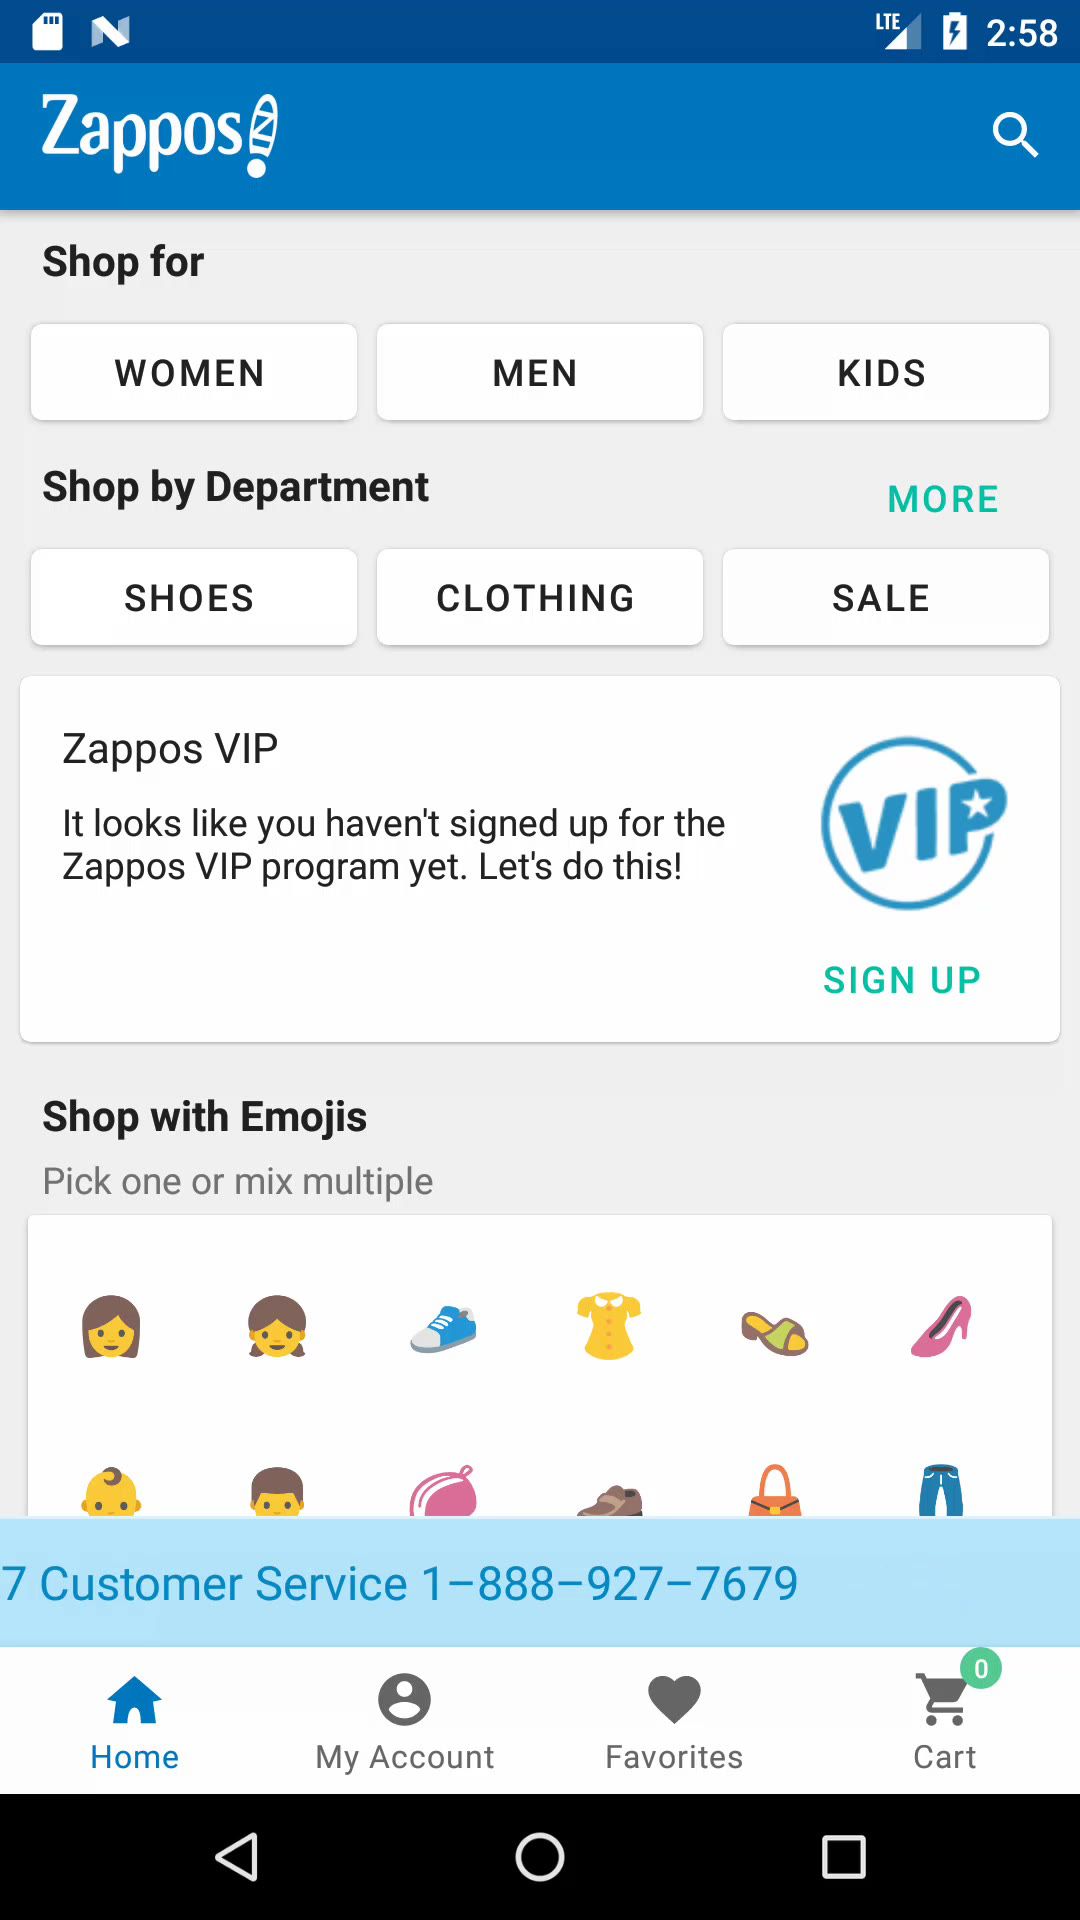 LTE 2:58
Zappos
Shop for
WOMEN MEN KIDS
Shop by Department MORE
SHOES CLOTHING SALE
Zappos VIP
It looks like you haven't signed up for the
Zappos VIP program yet. Let's do this!
VIP
SIGN UP
Shop with Emojis
Pick one or mix multiple
7 Customer Service 1–888–927–7679
0
Home My Account Favorites Cart